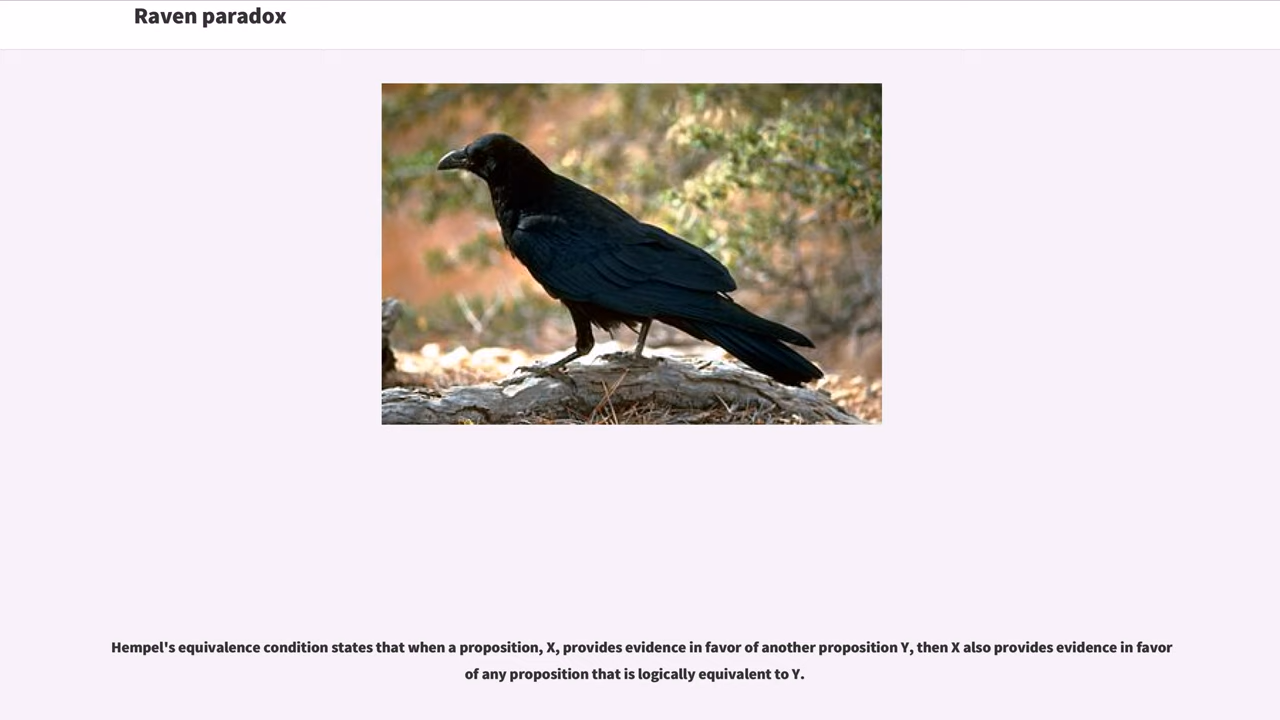 Raven paradox
Hempel's equivalence condition states that when a proposition, X, provides evidence in favor of another proposition Y, then X also provides evidence in favor
of any proposition that is logically equivalent to Y.